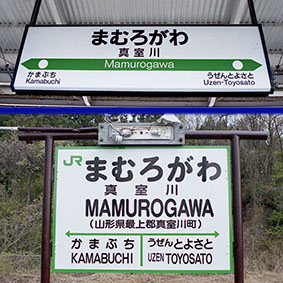 まむろがわ
真室川
Mamurogawa
かまぶち うぜんとよさと
Kamabuchi Uzen-Toyosato
JR まむろがわ
真室川
MAMUROGAWA
(山形県最上郡真室川町)
かまぶち うぜんとよさと
KAMABUCHI UZEN TOYOSATO